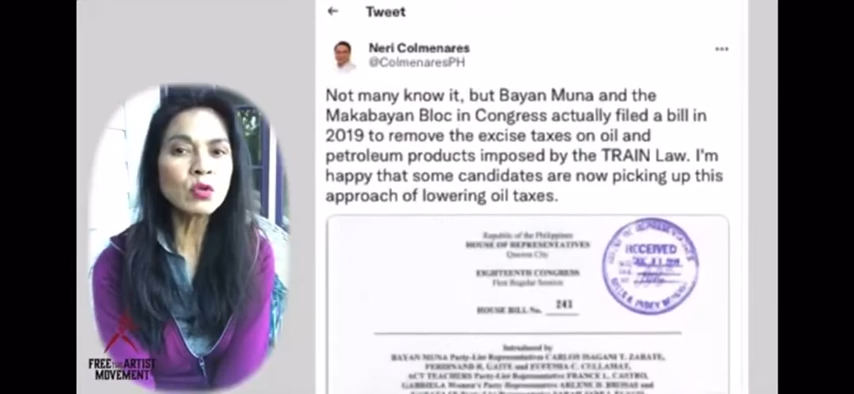 Tweet
Neri Colmenares
@ColmenaresPH
Not many know it, but Bayan Muna and the
Makabayan Bloc in Congress actually filed a bill in
2019 to remove the excise taxes on oil and
petroleum products imposed by the TRAIN Law. I'm
happy that some candidates are now picking up this
approach of lowering oil taxes.
Republic of the Philippines
HOUSE OF REPRESENTATIVES
Quezon City
RECEIVED
EIGHTEENTH CONGRESS
First Regular Session
HOUSE BILL No. 241
Introduced by
BAYAN MUNA Party-List Representatives CARLOS ISAGANI T. ZARATE,
FERDINAND R. GAITE and EUFEMIA C. CULLAMAT,
ACT TEACHERS Party-List Representative FRANCE L. CASTRO,
GABRIELA Women's Party Representative ARLENE D. BROSAS and
FREE THE ARTIST
MOVEMENT